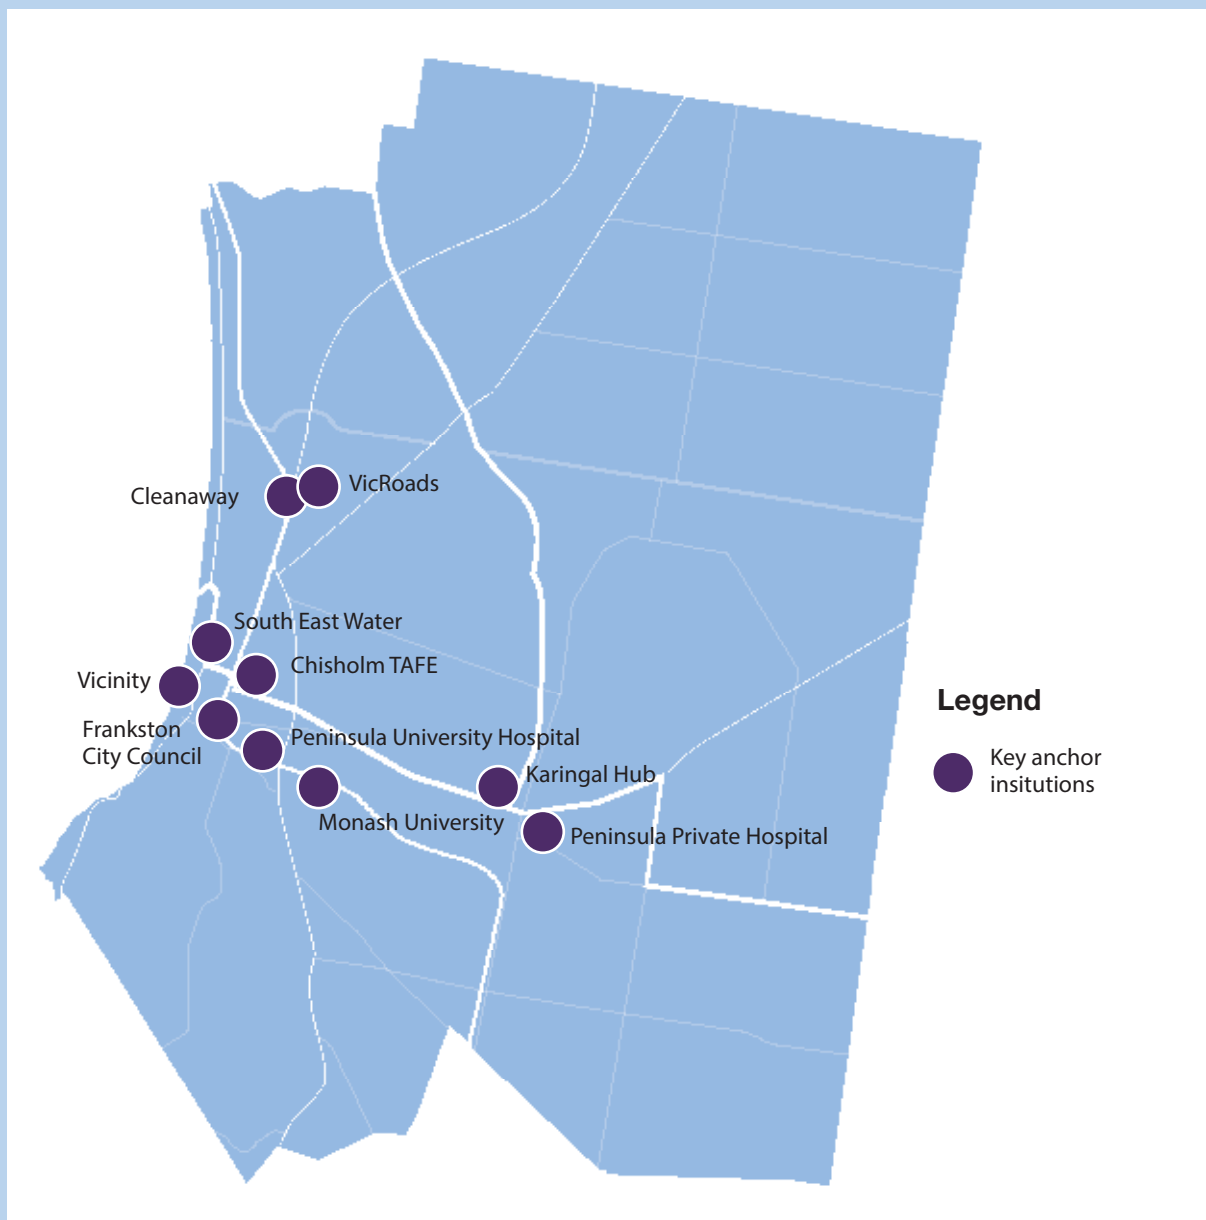 VicRoads
Cleanaway
South East Water
Chisholm TAFE
Vicinity
Frankston
City Council
Peninsula University Hospital
Karingal Hub
Monash University
Peninsula Private Hospital
Legend
Key anchor
insitutions